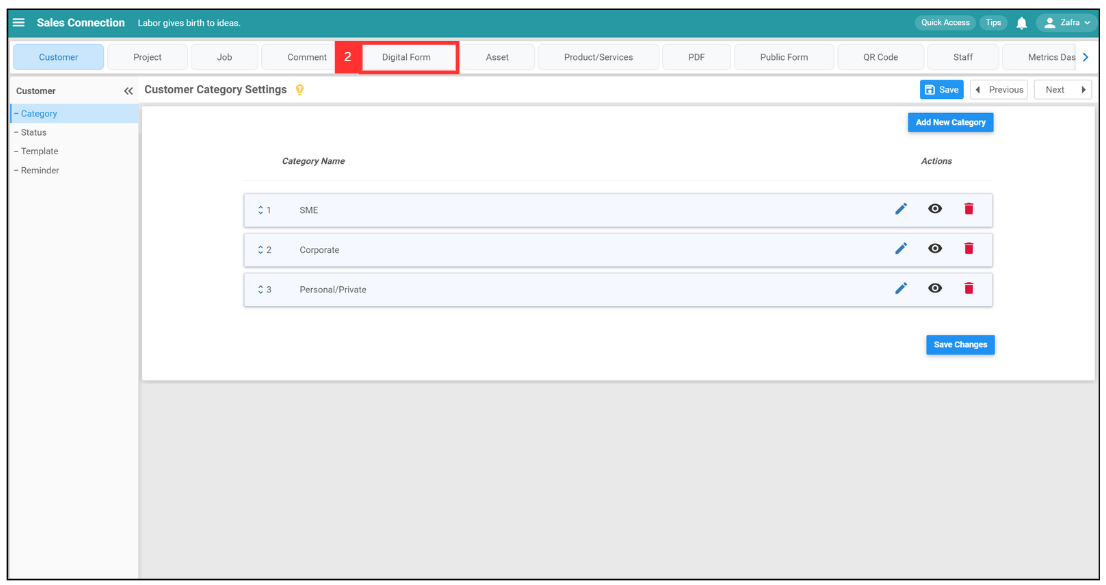 Sales Connection Labor gives birth to ideas. Quick Access Tips Zafra
Customer Project Job Comment 2 Digital Form Asset Product/Services PDF Public Form QR Code Staff Metrics Das
Customer Customer Category Settings Save Previous Next
– Category Add New Category
– Status
– Template Category Name Actions
– Reminder
1 SME
2 Corporate
3 Personal/Private
Save Changes